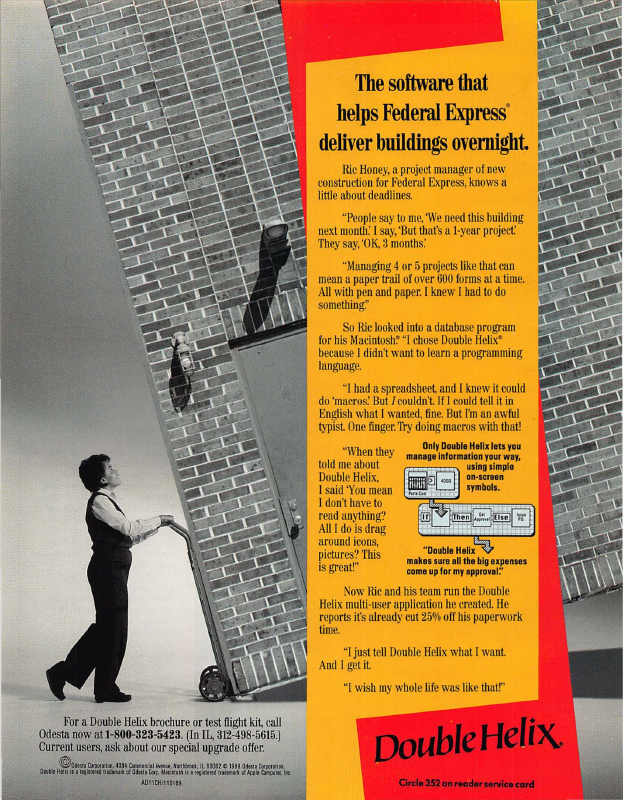 The software that
helps Federal Express®
deliver buildings overnight.
Ric Honey, a project manager of new
construction for Federal Express, knows a
little about deadlines.
“People say to me, ‘We need this building
next month.’ I say, ‘But that’s a 1-year project.’
They say, ‘OK, 3 months.’
“Managing 4 or 5 projects like that can
mean a paper trail of over 600 forms at a time.
All with pen and paper. I knew I had to do
something.”
So Ric looked into a database program
for his Macintosh.® “I chose Double Helix®
because I didn’t want to learn a programming
language.
“I had a spreadsheet, and I knew it could
do ‘macros.’ But I couldn’t. If I could tell it in
English what I wanted, fine. But I’m an awful
typist. One finger. Try doing macros with that!
“When they
told me about
Double Helix,
I said ‘You mean
I don’t have to
read anything?
All I do is drag
around icons,
pictures? This
is great!”
Only Double Helix lets you
manage information your way,
using simple
on-screen
symbols.
4000
Parts Cost
If Then Get Approval Else Issue PO
“Double Helix
makes sure all the big expenses
come up for my approval.”
Now Ric and his team run the Double
Helix multi-user application he created. He
reports it’s already cut 25% off his paperwork
time.
“I just tell Double Helix what I want.
And I get it.
“I wish my whole life was like that!”
For a Double Helix brochure or test flight kit, call
Odesta now at 1-800-323-5423. (In IL, 312-498-5615.)
Current users, ask about our special upgrade offer.
© Odesta Corporation, 4084 Commercial Avenue, Northbrook, IL 60062 © 1989 Odesta Corporation.
Double Helix is a registered trademark of Odesta Corp. Macintosh is a registered trademark of Apple Computer, Inc.
AD11DH/110189
Double Helix®
Circle 352 on reader service card